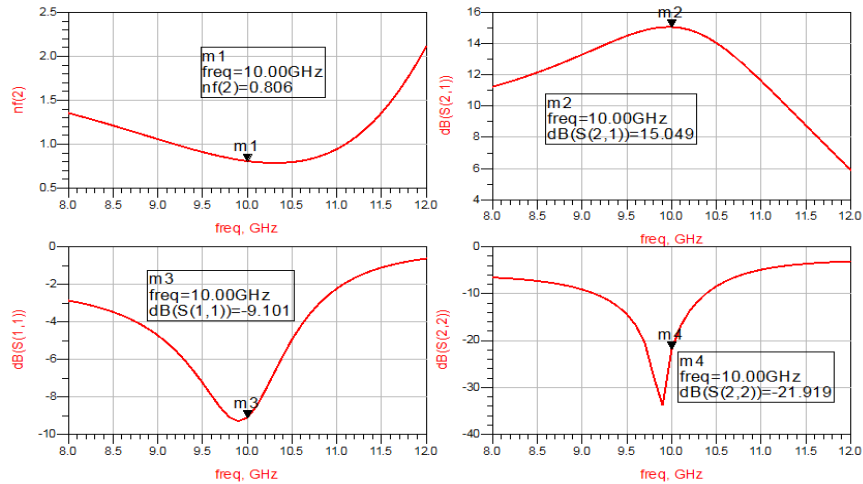 2.5
2.0
1.5
1.0
0.5
nf(2)
m1
freq=10.00GHz
nf(2)=0.806
m1
8.0 8.5 9.0 9.5 10.0 10.5 11.0 11.5 12.0
freq, GHz
16
14
12
10
8
6
4
dB(S(2,1))
m2
m2
freq=10.00GHz
dB(S(2,1))=15.049
8.0 8.5 9.0 9.5 10.0 10.5 11.0 11.5 12.0
freq, GHz
0
-2
-4
-6
-8
-10
dB(S(1,1))
m3
freq=10.00GHz
dB(S(1,1))=-9.101
m3
8.0 8.5 9.0 9.5 10.0 10.5 11.0 11.5 12.0
freq, GHz
0
-10
-20
-30
-40
dB(S(2,2))
m4
m4
freq=10.00GHz
dB(S(2,2))=-21.919
8.0 8.5 9.0 9.5 10.0 10.5 11.0 11.5 12.0
freq, GHz